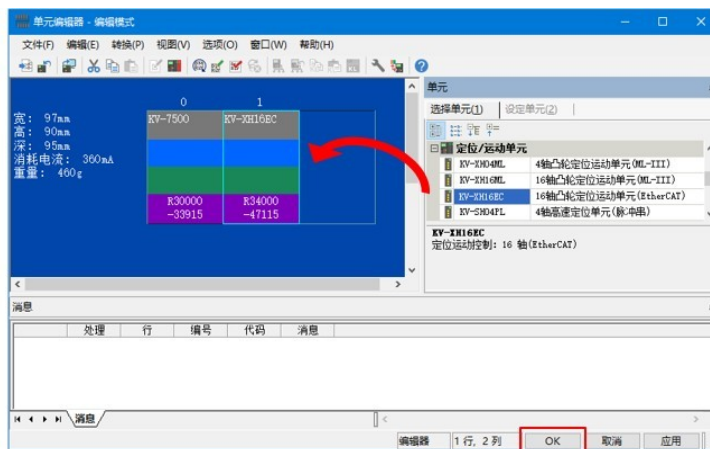 单元编辑器 - 编辑模式
文件(F) 编辑(E) 转换(P) 视图(V) 选项(O) 窗口(W) 帮助(H)
宽: 97mm
高: 90mm
深: 95mm
消耗电流: 360mA
重量: 460g
0 1
KV-7500 KV-XH16EC
R30000 R34000
-33915 -47115
单元
选择单元(1) 设定单元(2)
定位/运动单元
KV-XH04ML 4轴凸轮定位运动单元(ML-III)
KV-XH16ML 16轴凸轮定位运动单元(ML-III)
KV-XH16EC 16轴凸轮定位运动单元(EtherCAT)
KV-SH04PL 4轴高速定位单元(脉冲串)
KV-XH16EC
定位运动控制: 16 轴(EtherCAT)
消息
处理 行 编号 代码 消息
消息
编辑器 1 行, 2 列 OK 取消 应用